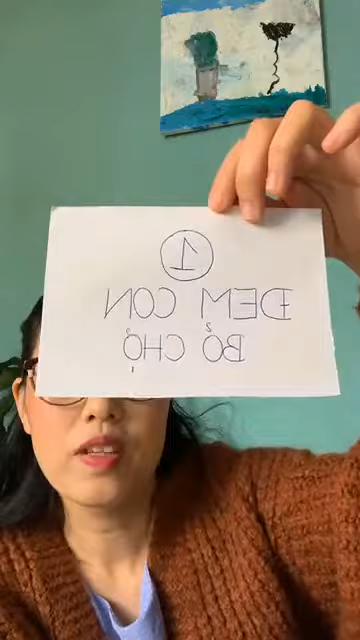 ①
ĐEM CON
BỎ CHỢ